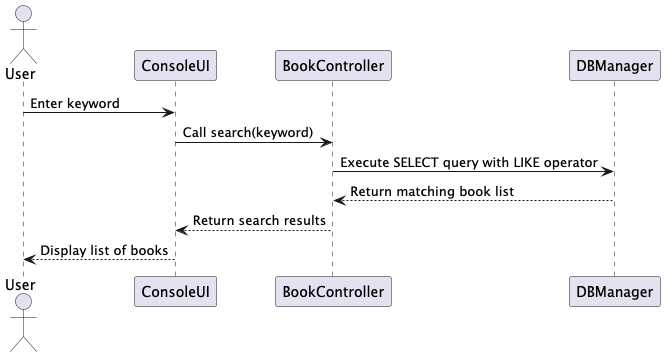 User
ConsoleUI
BookController
DBManager
Enter keyword
Call search(keyword)
Execute SELECT query with LIKE operator
Return matching book list
Return search results
Display list of books
User
ConsoleUI
BookController
DBManager